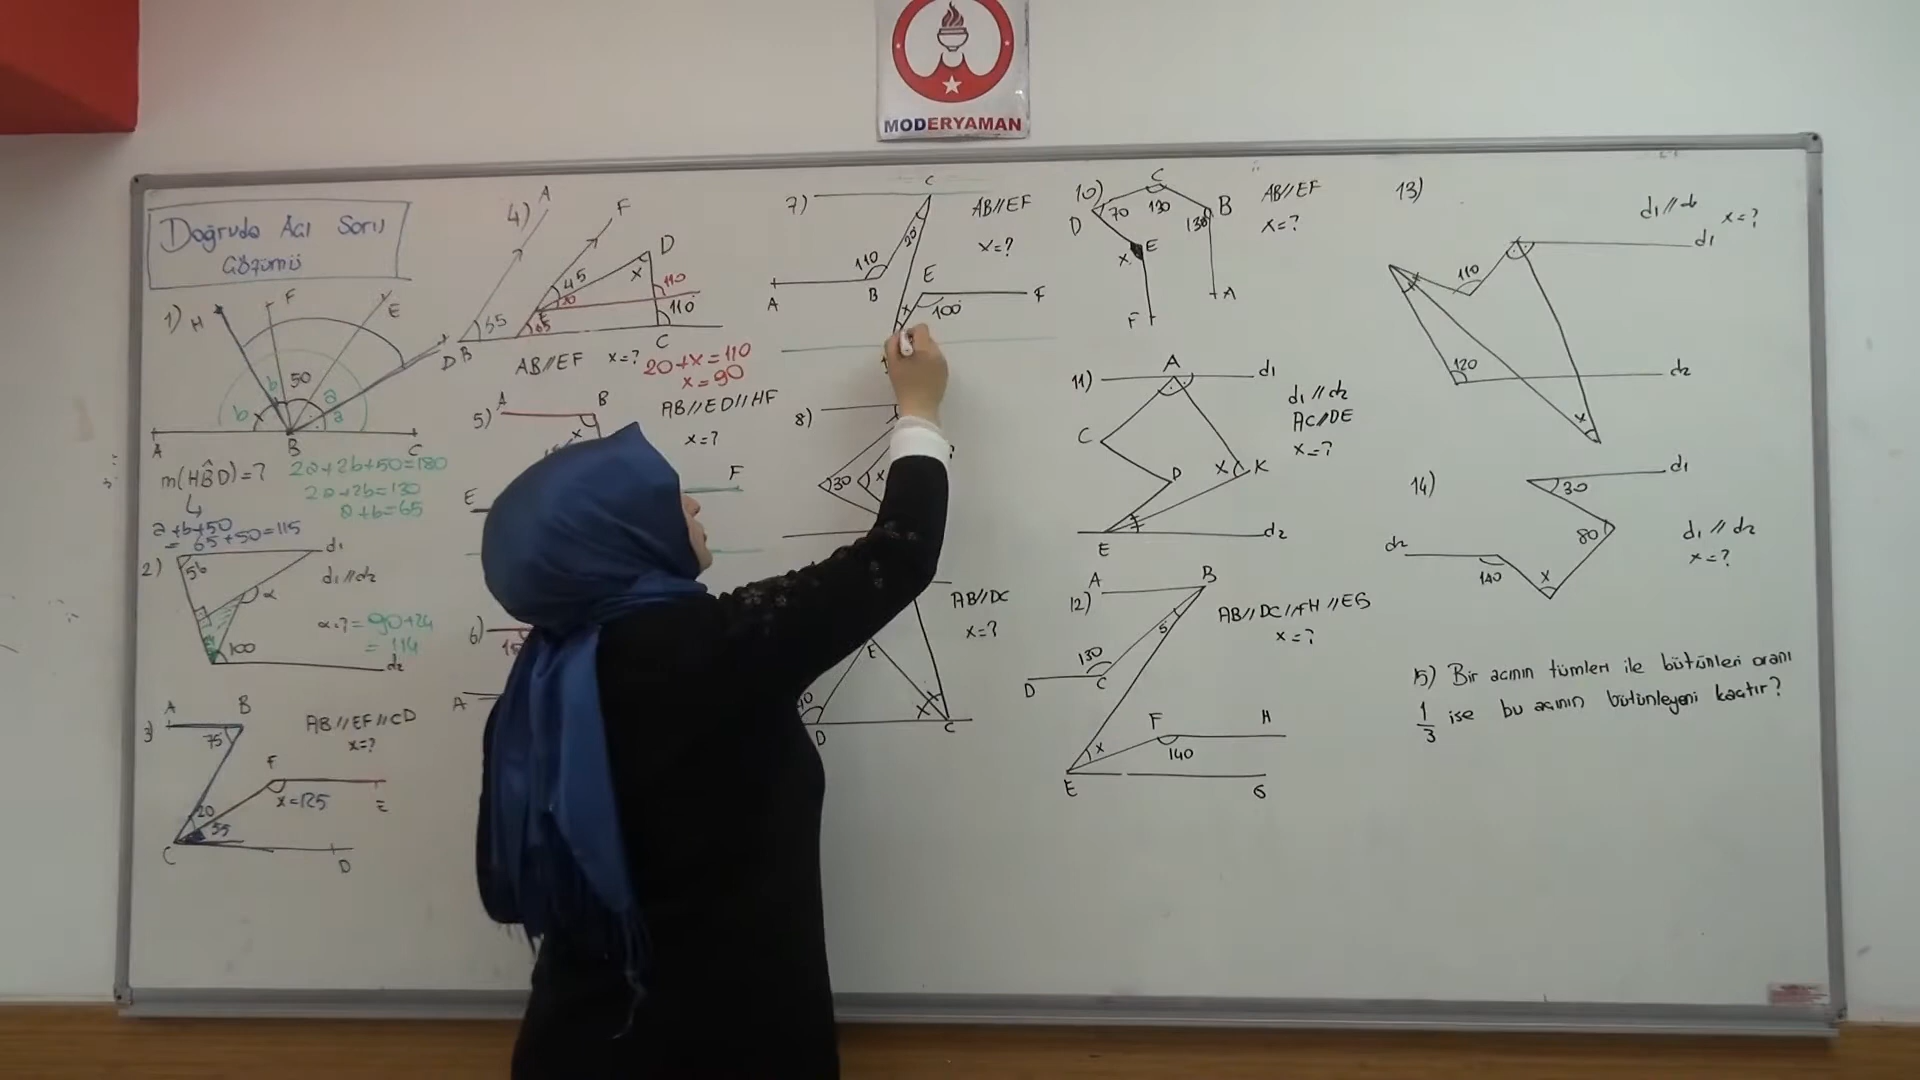 MODERYAMAN
Doğruda Açı Soru
Çözümü
1)
H
F
E
D
50
b
b
x
a
a
A
B
C
m(HBD)=?
a+b+50
= 65+50=115
2a+2b+50=180
2a+2b=130
a+b=65
2)
56
d1
d1//d2
α
α=?=90+24
=114
100
d2
3)
A
B
75
AB//EF//CD
x=?
F
x=125
E
20
55
C
D
4)
A
F
D
45
x
20
110
65
E
65
110°
B
C
AB//EF x=?
20+x=110
x=90
5)
A
B
x
AB//ED//HF
x=?
E
F
6)
A
7)
C
20°
110
AB//EF
x=?
A
B
E
F
x
100°
8)
30
x
AB//DC
x=?
E
D
C
10)
C
D
70
130
130
B
AB//EF
x=?
x
E
F
A
11)
A
d1
d1//d2
AC//DE
x=?
C
D
x
K
E
d2
12)
A
B
5
AB//DC//FH//EG
x=?
130
D
C
F
H
x
140
E
G
13)
d1//d2
x=?
d1
x
110
120
d2
x
14)
d1
30
80
d1//d2
x=?
d2
140
x
15) Bir açının tümleri ile bütünleri oranı
1/3 ise bu açının bütünleyeni kaçtır?